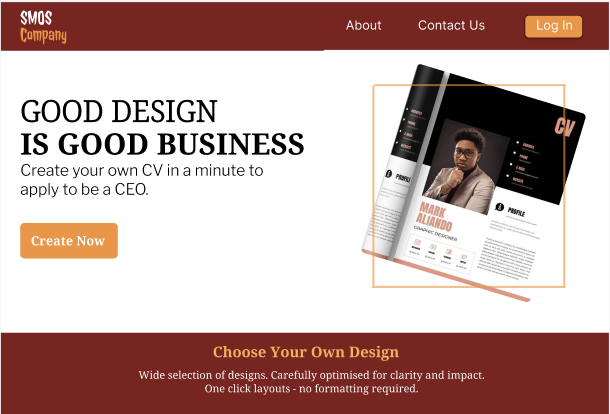 SMOS
Company
About
Contact Us
Log In
GOOD DESIGN
IS GOOD BUSINESS
Create your own CV in a minute to
apply to be a CEO.
Create Now
CV
PROFILE
PROFILE
MARK
ALIANDO
GRAPHIC DESIGNER
Choose Your Own Design
Wide selection of designs. Carefully optimised for clarity and impact.
One click layouts - no formatting required.